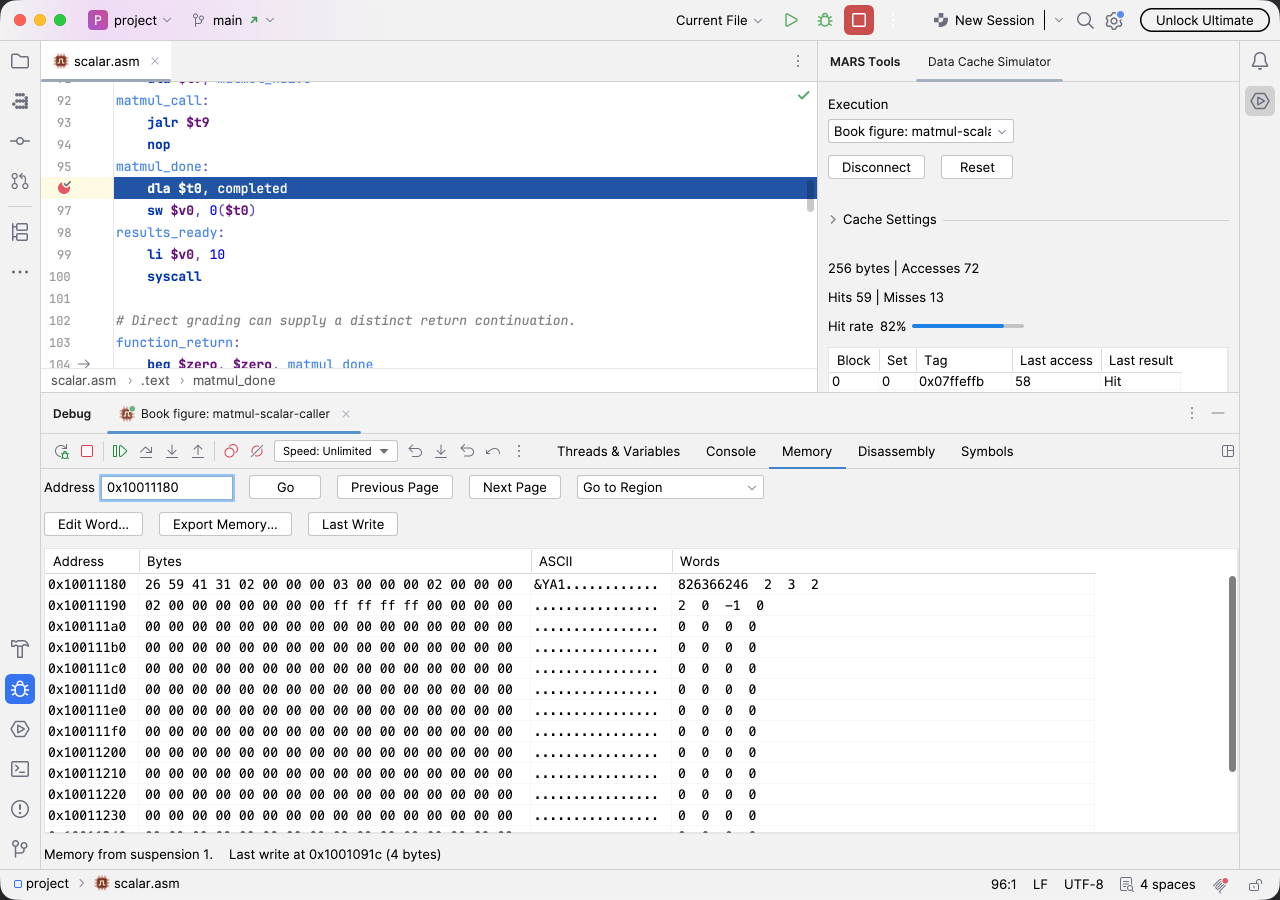 P project main Current File New Session Unlock Ultimate
scalar.asm
MARS Tools Data Cache Simulator
92 matmul_call:
93 jalr $t9
94 nop
95 matmul_done:
dla $t0, completed
97 sw $v0, 0($t0)
98 results_ready:
99 li $v0, 10
100 syscall
101
102 # Direct grading can supply a distinct return continuation.
103 function_return:
104 beq $zero, $zero, matmul_done
scalar.asm › .text › matmul_done
Execution
Book figure: matmul-scala
Disconnect Reset
Cache Settings
256 bytes | Accesses 72
Hits 59 | Misses 13
Hit rate 82%
Block Set Tag Last access Last result
0 0 0x07ffeffb 58 Hit
Debug Book figure: matmul-scalar-caller
Speed: Unlimited Threads & Variables Console Memory Disassembly Symbols
Address 0x10011180 Go Previous Page Next Page Go to Region
Edit Word... Export Memory... Last Write
Address Bytes ASCII Words
0x10011180 26 59 41 31 02 00 00 00 03 00 00 00 02 00 00 00 &YA1............ 826366246 2 3 2
0x10011190 02 00 00 00 00 00 00 00 ff ff ff ff 00 00 00 00 ................ 2 0 -1 0
0x100111a0 00 00 00 00 00 00 00 00 00 00 00 00 00 00 00 00 ................ 0 0 0 0
0x100111b0 00 00 00 00 00 00 00 00 00 00 00 00 00 00 00 00 ................ 0 0 0 0
0x100111c0 00 00 00 00 00 00 00 00 00 00 00 00 00 00 00 00 ................ 0 0 0 0
0x100111d0 00 00 00 00 00 00 00 00 00 00 00 00 00 00 00 00 ................ 0 0 0 0
0x100111e0 00 00 00 00 00 00 00 00 00 00 00 00 00 00 00 00 ................ 0 0 0 0
0x100111f0 00 00 00 00 00 00 00 00 00 00 00 00 00 00 00 00 ................ 0 0 0 0
0x10011200 00 00 00 00 00 00 00 00 00 00 00 00 00 00 00 00 ................ 0 0 0 0
0x10011210 00 00 00 00 00 00 00 00 00 00 00 00 00 00 00 00 ................ 0 0 0 0
0x10011220 00 00 00 00 00 00 00 00 00 00 00 00 00 00 00 00 ................ 0 0 0 0
0x10011230 00 00 00 00 00 00 00 00 00 00 00 00 00 00 00 00 ................ 0 0 0 0
Memory from suspension 1. Last write at 0x1001091c (4 bytes)
project › scalar.asm 96:1 LF UTF-8 4 spaces